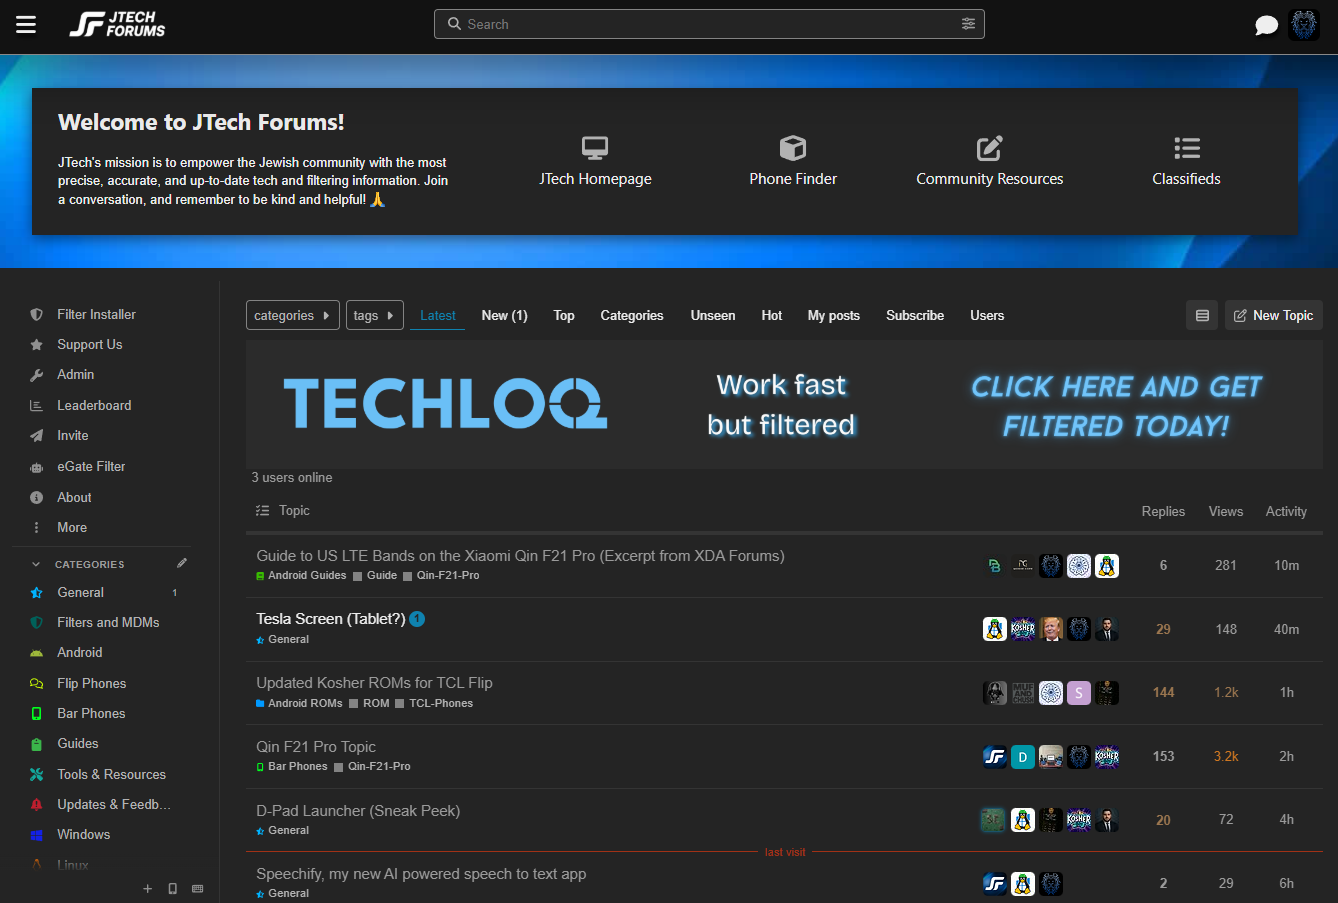 JTECH
FORUMS
Search
Welcome to JTech Forums!
JTech's mission is to empower the Jewish community with the most
precise, accurate, and up-to-date tech and filtering information. Join
a conversation, and remember to be kind and helpful! 🙏
JTech Homepage
Phone Finder
Community Resources
Classifieds
Filter Installer
Support Us
Admin
Leaderboard
Invite
eGate Filter
About
More
CATEGORIES
General 1
Filters and MDMs
Android
Flip Phones
Bar Phones
Guides
Tools & Resources
Updates & Feedb…
Windows
Linux
categories tags Latest New (1) Top Categories Unseen Hot My posts Subscribe Users New Topic
TECHLOQ
Work fast
but filtered
CLICK HERE AND GET
FILTERED TODAY!
3 users online
Topic Replies Views Activity
Guide to US LTE Bands on the Xiaomi Qin F21 Pro (Excerpt from XDA Forums)
Android Guides Guide Qin-F21-Pro
6 281 10m
Tesla Screen (Tablet?) 1
General
KOSHER
29 148 40m
Updated Kosher ROMs for TCL Flip
Android ROMs ROM TCL-Phones
S
144 1.2k 1h
Qin F21 Pro Topic
Bar Phones Qin-F21-Pro
D
KOSHER
153 3.2k 2h
D-Pad Launcher (Sneak Peek)
General
KOSHER
20 72 4h
last visit
Speechify, my new AI powered speech to text app
General
2 29 6h